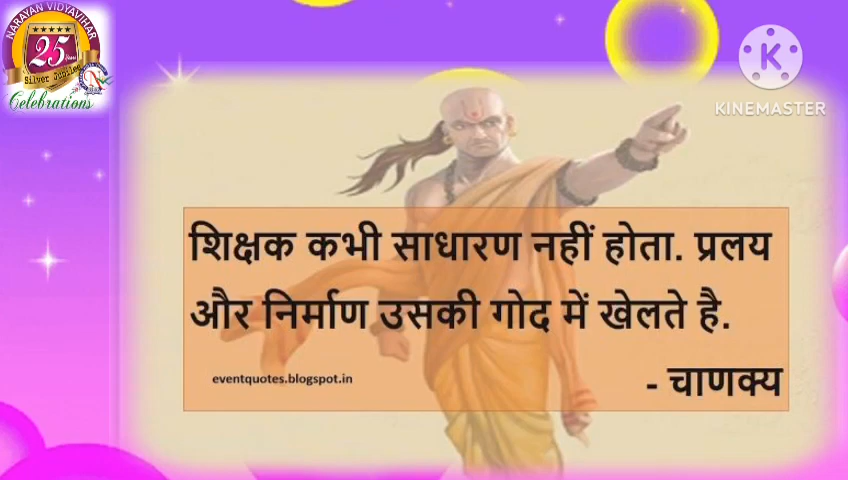 NARAYAN VIDYAVIHAR
25
Years
Silver Jubilee
Celebrations
KINEMASTER
शिक्षक कभी साधारण नहीं होता. प्रलय
और निर्माण उसकी गोद में खेलते है.
eventquotes.blogspot.in
- चाणक्य